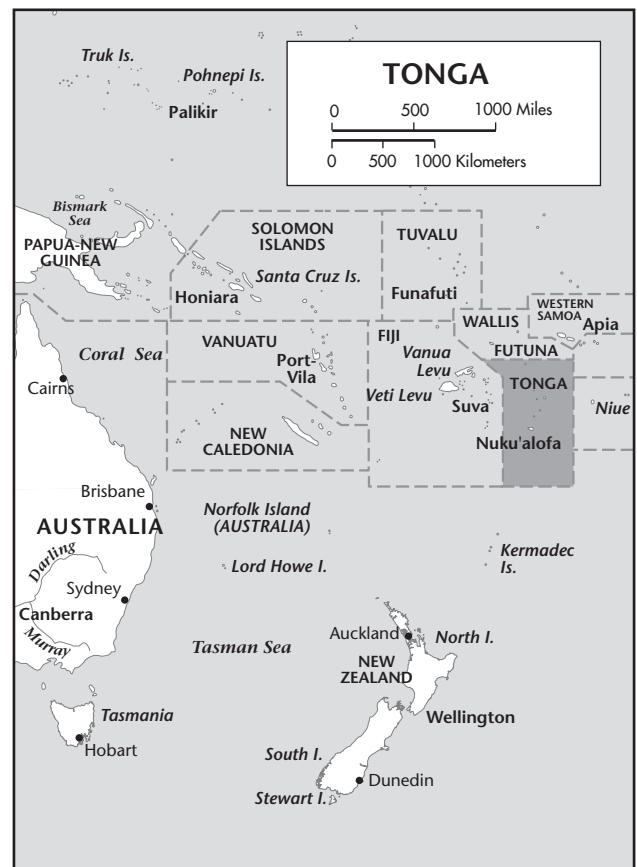 Truk Is.
Pohnepi Is.
Palikir
TONGA
0 500 1000 Miles
0 500 1000 Kilometers
Bismark
Sea
PAPUA-NEW
GUINEA
SOLOMON
ISLANDS
Santa Cruz Is.
Honiara
TUVALU
Funafuti
WESTERN
SAMOA
Apia
WALLIS
FUTUNA
FIJI
Vanua
Levu
Veti Levu
Suva
TONGA
Nuku'alofa
Niue
Coral Sea
VANUATU
Port-
Vila
Cairns
NEW
CALEDONIA
Brisbane
AUSTRALIA
Norfolk Island
(AUSTRALIA)
Lord Howe I.
Kermadec
Is.
Darling
Sydney
Canberra
Murray
Tasman Sea
Auckland
North I.
NEW
ZEALAND
Wellington
Tasmania
Hobart
South I.
Dunedin
Stewart I.